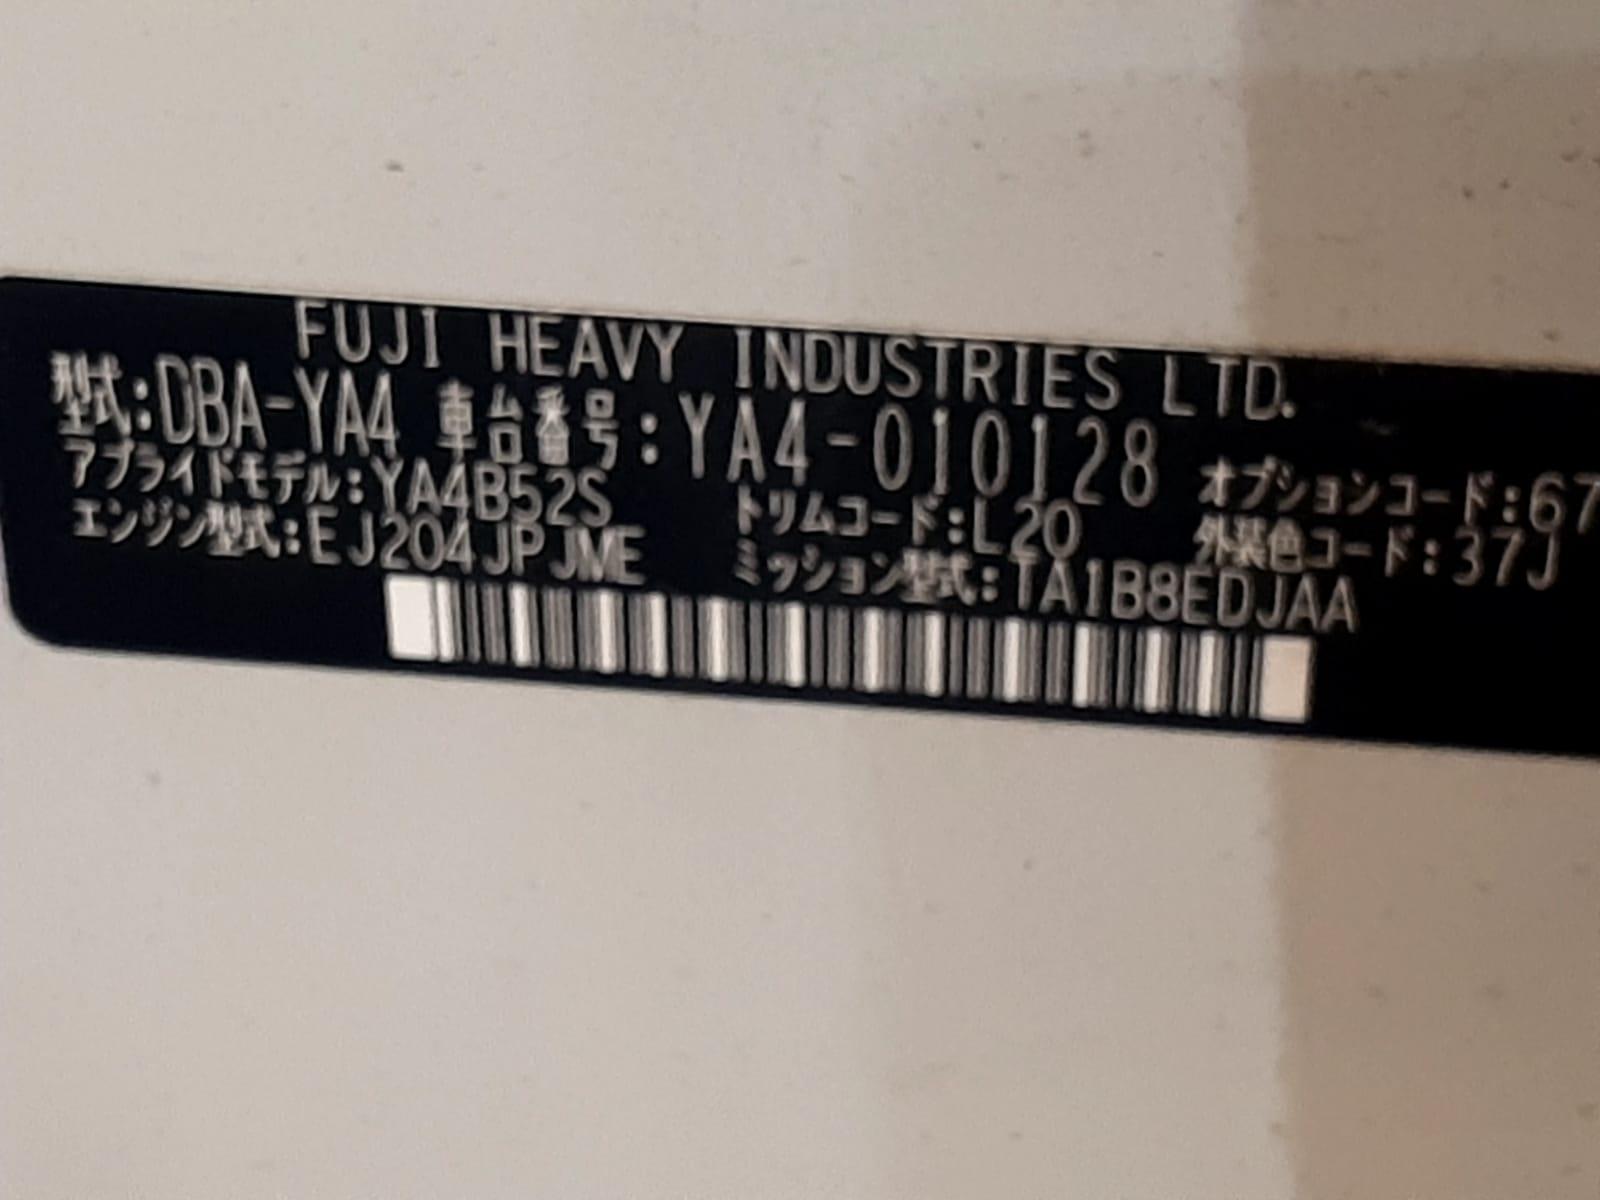 FUJI HEAVY INDUSTRIES LTD.
型式:DBA-YA4 車台番号:YA4-010128
アプライドモデル:YA4B52S トリムコード:L20 オプションコード:67
エンジン型式:EJ204JPJME ミッション型式:TA1B8EDJAA 外装色コード:37J